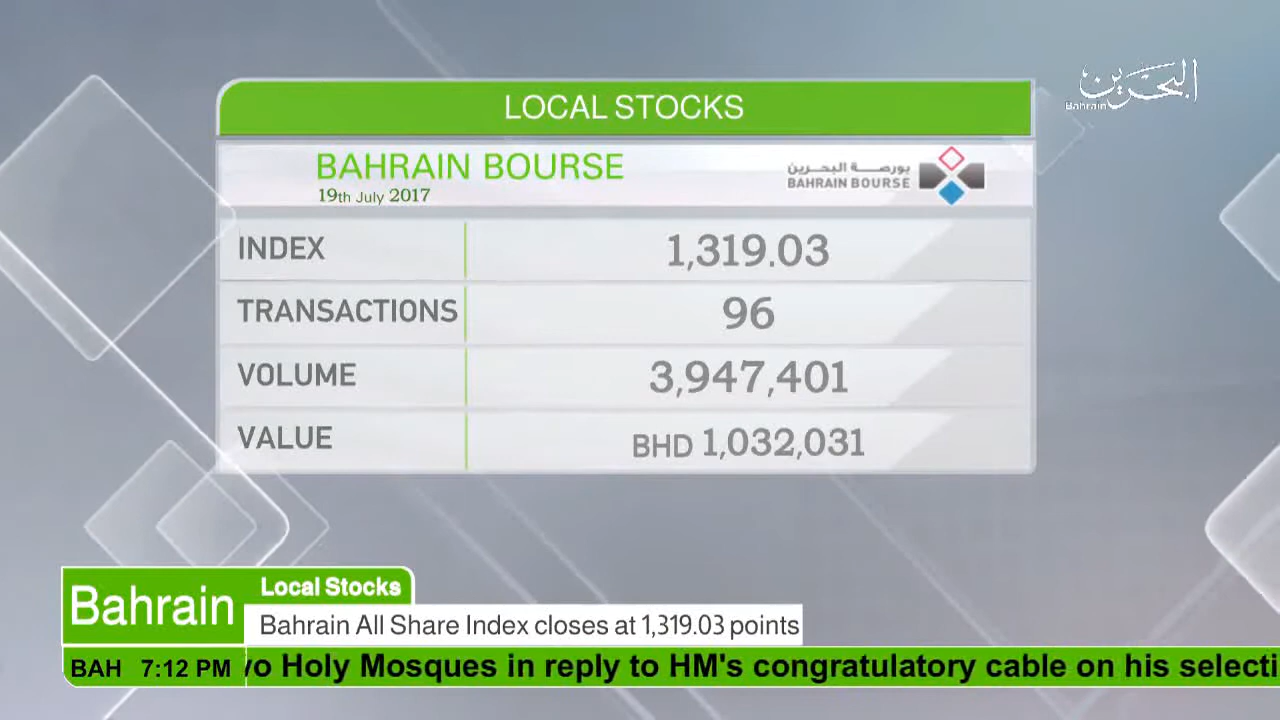 البحرين
Bahrain
LOCAL STOCKS
BAHRAIN BOURSE
19th July 2017
بورصة البحرين
BAHRAIN BOURSE
INDEX 1,319.03
TRANSACTIONS 96
VOLUME 3,947,401
VALUE BHD 1,032,031
Bahrain
Local Stocks
Bahrain All Share Index closes at 1,319.03 points
BAH 7:12 PM Holy Mosques in reply to HM's congratulatory cable on his